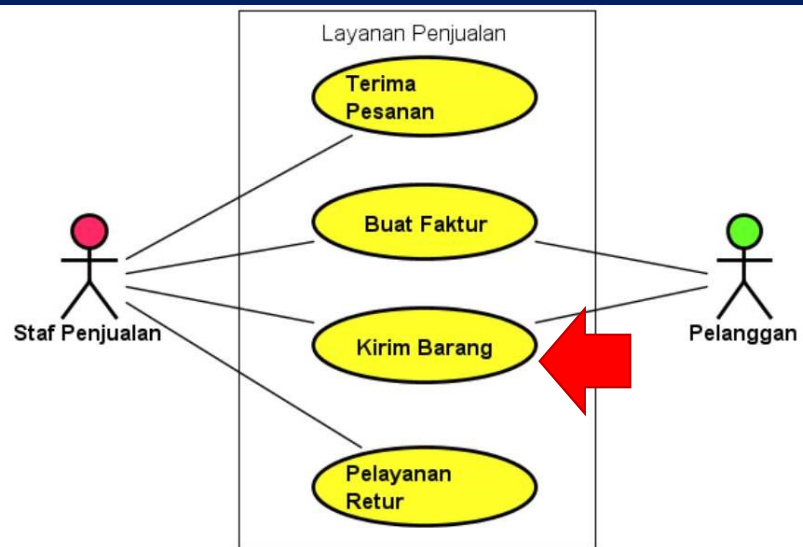 Layanan Penjualan
Terima
Pesanan
Buat Faktur
Staf Penjualan
Kirim Barang
Pelanggan
Pelayanan
Retur